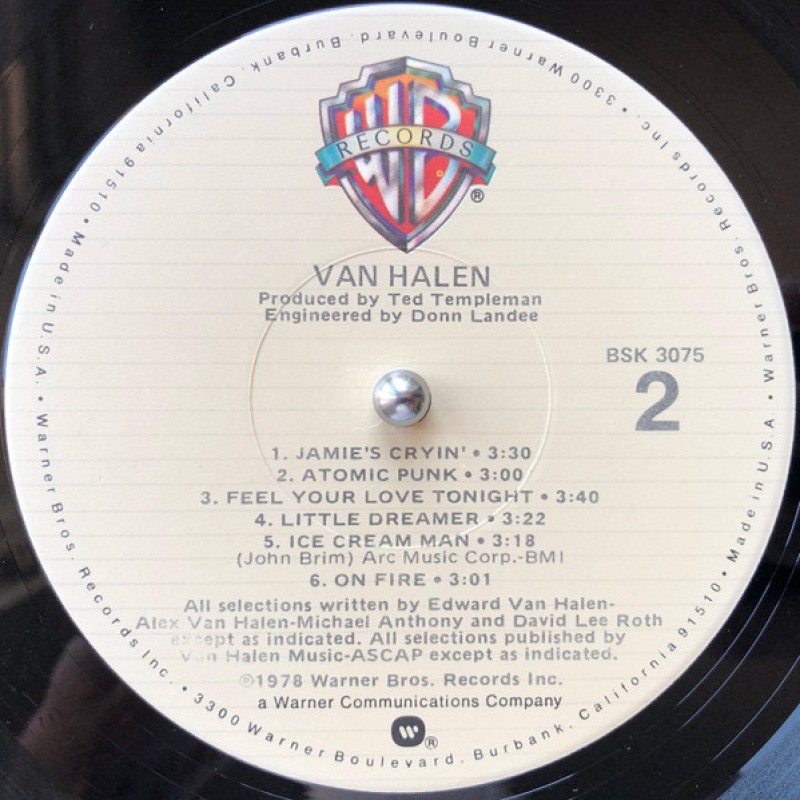 WB
RECORDS
®
VAN HALEN
Produced by Ted Templeman
Engineered by Donn Landee
BSK 3075
2
1. JAMIE'S CRYIN' • 3:30
2. ATOMIC PUNK • 3:00
3. FEEL YOUR LOVE TONIGHT • 3:40
4. LITTLE DREAMER • 3:22
5. ICE CREAM MAN • 3:18
(John Brim) Arc Music Corp.-BMI
6. ON FIRE • 3:01
All selections written by Edward Van Halen-
Alex Van Halen-Michael Anthony and David Lee Roth
except as indicated. All selections published by
Van Halen Music-ASCAP except as indicated.
℗1978 Warner Bros. Records Inc.
a Warner Communications Company
®
Warner Bros. Records Inc. • 3300 Warner Boulevard. Burbank. California 91510 • Made in U.S.A. •
Warner Bros. Records Inc. • 3300 Warner Boulevard. Burbank. California 91510 • Made in U.S.A. •